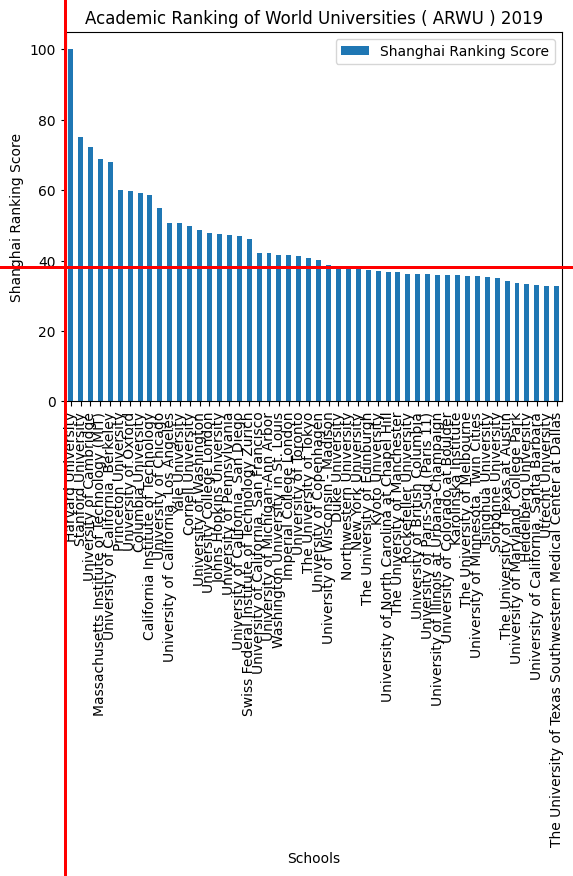 Academic Ranking of World Universities ( ARWU ) 2019
Shanghai Ranking Score
100
80
60
40
20
0
Shanghai Ranking Score
Harvard University
Stanford University
University of Cambridge
Massachusetts Institute of Technology (MIT)
University of California, Berkeley
Princeton University
University of Oxford
Columbia University
California Institute of Technology
University of Chicago
University of California, Los Angeles
Yale University
Cornell University
University of Washington
University College London
Johns Hopkins University
University of Pennsylvania
University of California, San Diego
Swiss Federal Institute of Technology Zurich
University of California, San Francisco
University of Michigan-Ann Arbor
Washington University in St. Louis
Imperial College London
University of Toronto
The University of Tokyo
University of Copenhagen
University of Wisconsin - Madison
Duke University
Northwestern University
New York University
The University of Edinburgh
Kyoto University
University of North Carolina at Chapel Hill
The University of Manchester
Rockefeller University
University of British Columbia
University of Paris-Sud (Paris 11)
University of Illinois at Urbana-Champaign
University of Colorado at Boulder
Karolinska Institute
The University of Melbourne
University of Minnesota, Twin Cities
Tsinghua University
Sorbonne University
The University of Texas at Austin
University of Maryland, College Park
Heidelberg University
University of California, Santa Barbara
Utrecht University
The University of Texas Southwestern Medical Center at Dallas
Schools